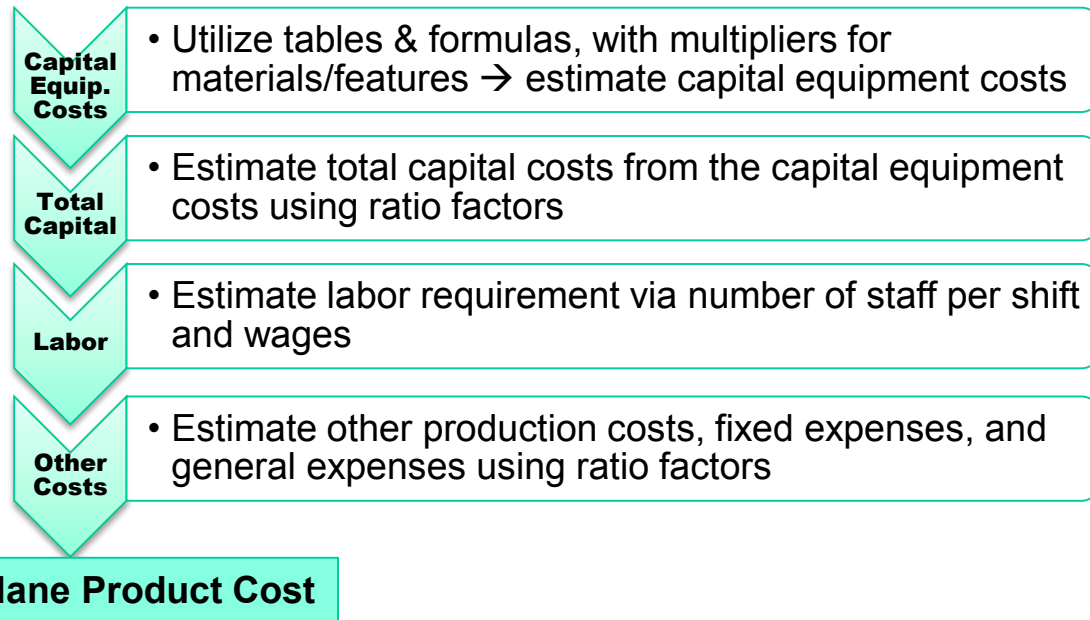 Capital
Equip.
Costs
• Utilize tables & formulas, with multipliers for
materials/features → estimate capital equipment costs
Total
Capital
• Estimate total capital costs from the capital equipment
costs using ratio factors
Labor
• Estimate labor requirement via number of staff per shift
and wages
Other
Costs
• Estimate other production costs, fixed expenses, and
general expenses using ratio factors
Product Cost